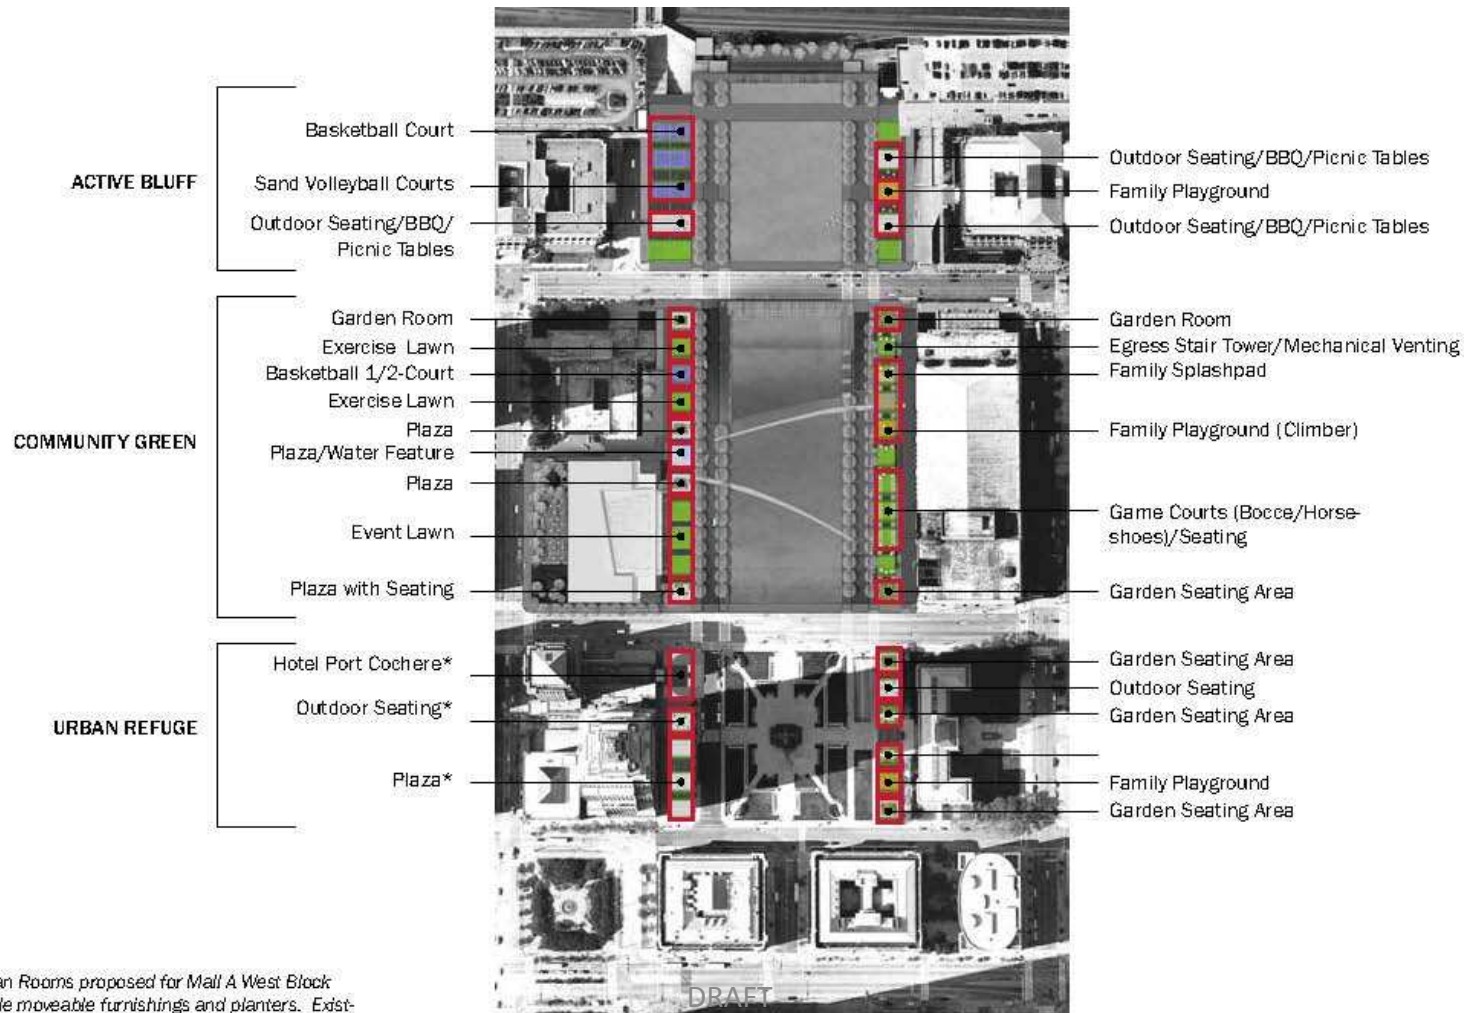 ACTIVE BLUFF
Basketball Court
Sand Volleyball Courts
Outdoor Seating/BBQ/
Picnic Tables
Outdoor Seating/BBQ/Picnic Tables
Family Playground
Outdoor Seating/BBQ/Picnic Tables
COMMUNITY GREEN
Garden Room
Exercise Lawn
Basketball 1/2-Court
Exercise Lawn
Plaza
Plaza/Water Feature
Plaza
Event Lawn
Plaza with Seating
Garden Room
Egress Stair Tower/Mechanical Venting
Family Splashpad
Family Playground (Climber)
Game Courts (Bocce/Horse-
shoes)/Seating
Garden Seating Area
URBAN REFUGE
Hotel Port Cochere*
Outdoor Seating*
Plaza*
Garden Seating Area
Outdoor Seating
Garden Seating Area
Family Playground
Garden Seating Area
an Rooms proposed for Mall A West Block
le moveable furnishings and planters. Exist-
DRAFT